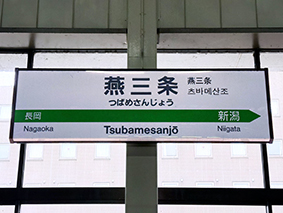 燕三条
つばめさんじょう
燕三条
츠바메산조
長岡
新潟
Nagaoka
Tsubamesanjō
Niigata